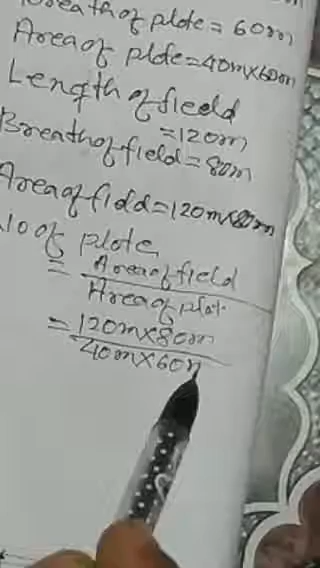 Breath of plote = 60m
Area of plote = 40m×60m
Length of fieeld
= 120m
Breath of field = 80m
Area of field = 120m×80m
No of plote
= Area of field
Area of plot
= 120m×80m
40m×60m